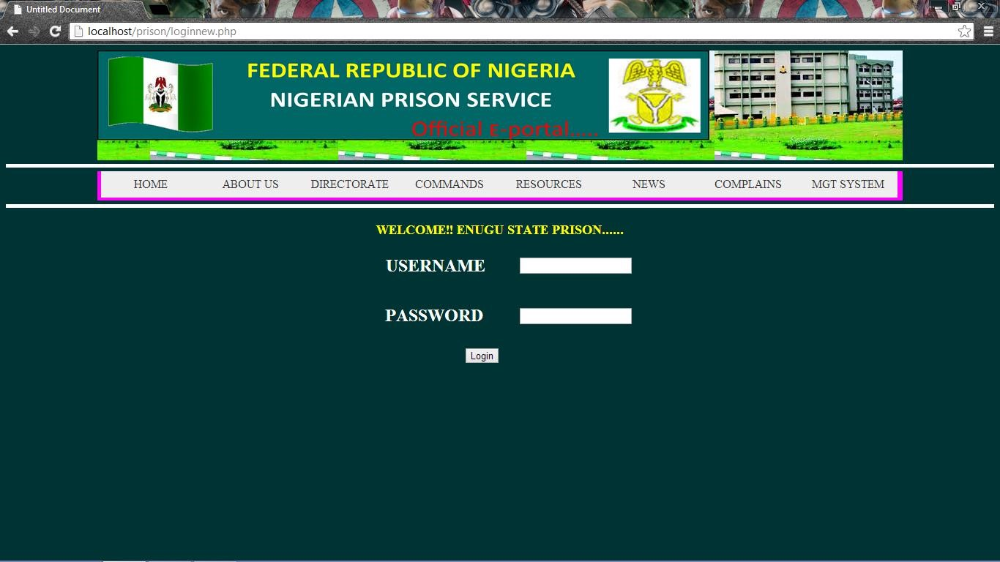 Untitled Document
localhost/prison/loginnew.php
FEDERAL REPUBLIC OF NIGERIA
NIGERIAN PRISON SERVICE
Official E-portal.....
HOME ABOUT US DIRECTORATE COMMANDS RESOURCES NEWS COMPLAINS MGT SYSTEM
WELCOME!! ENUGU STATE PRISON......
USERNAME
PASSWORD
Login